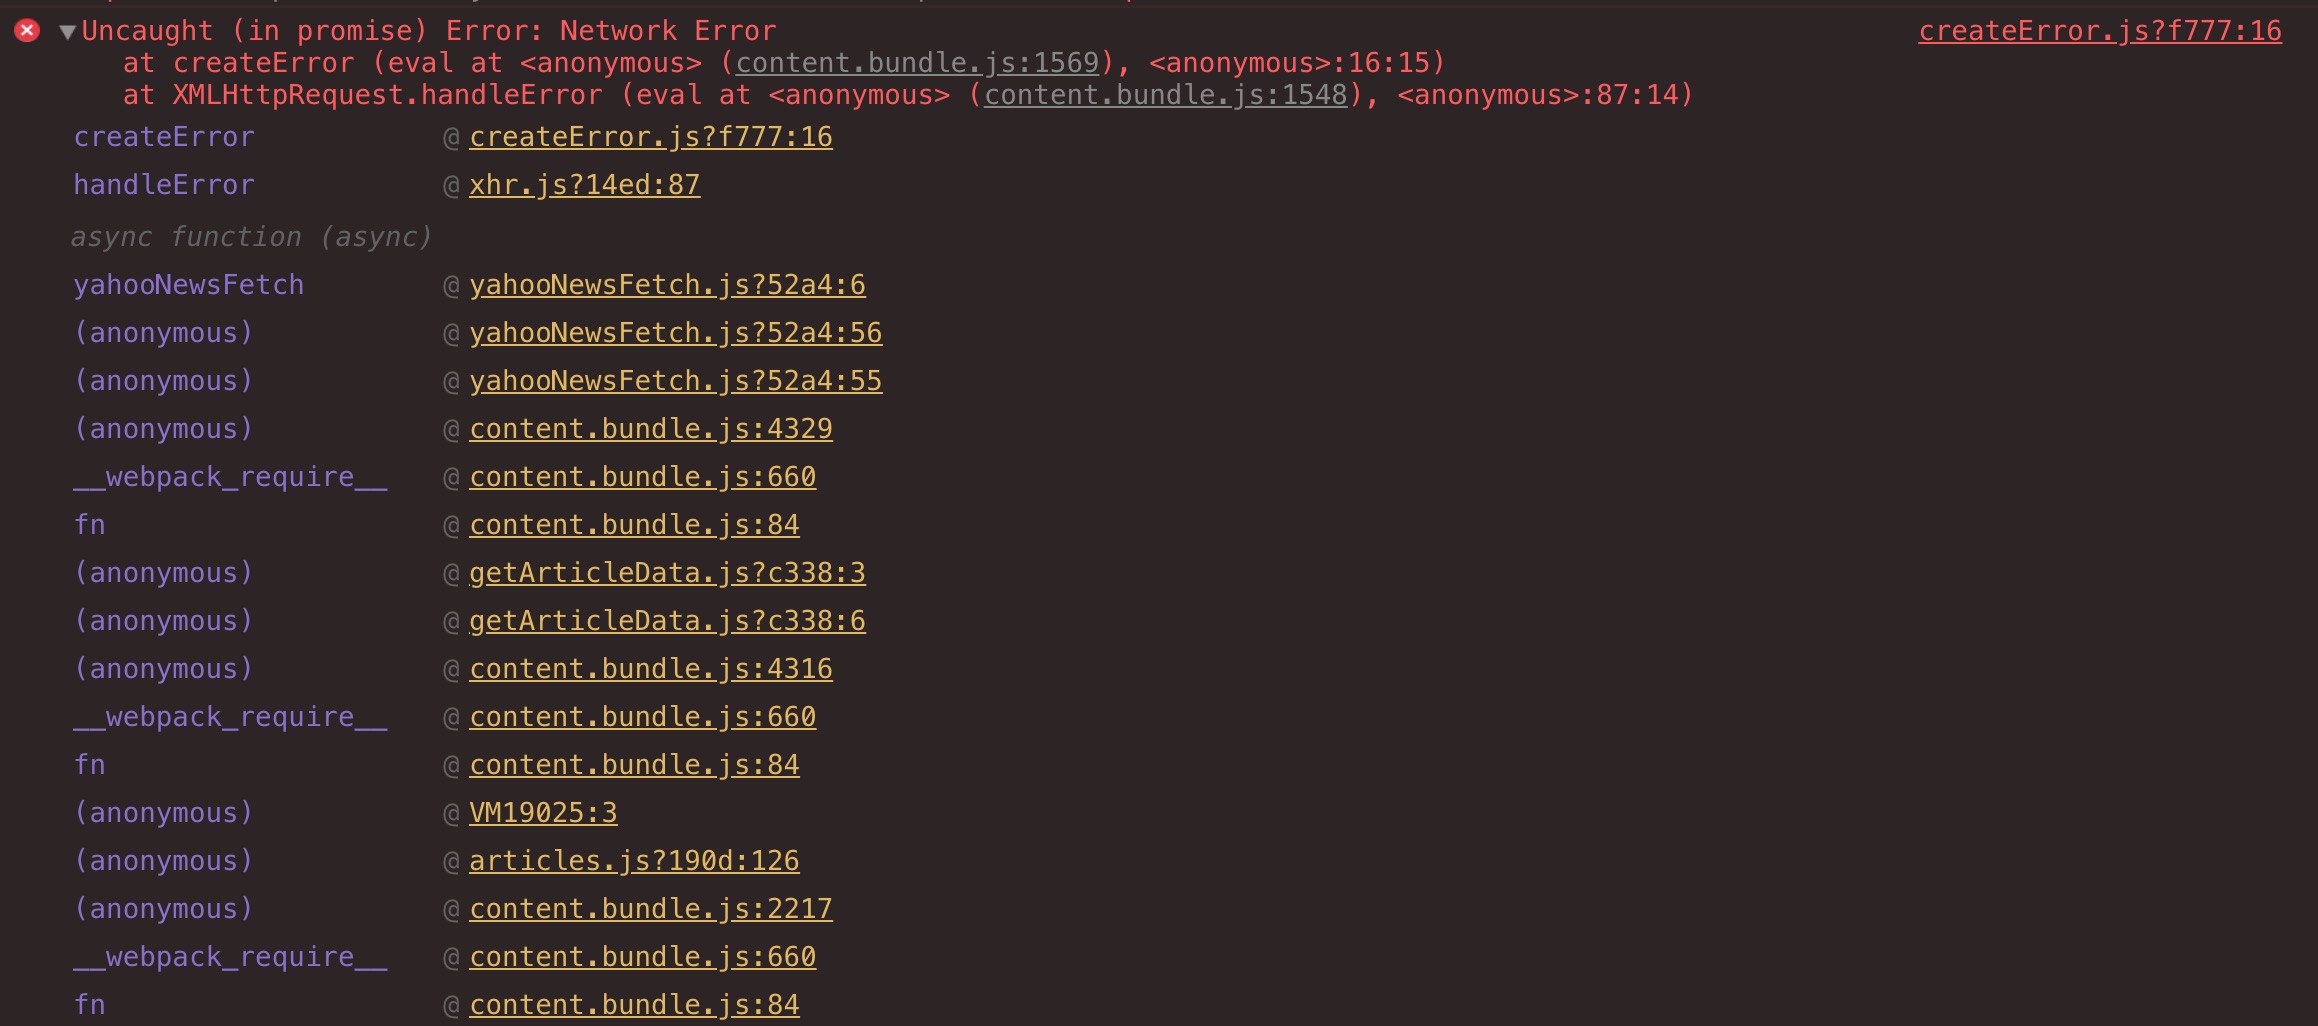 Uncaught (in promise) Error: Network Error createError.js?f777:16
at createError (eval at <anonymous> (content.bundle.js:1569), <anonymous>:16:15)
at XMLHttpRequest.handleError (eval at <anonymous> (content.bundle.js:1548), <anonymous>:87:14)
createError @ createError.js?f777:16
handleError @ xhr.js?14ed:87
async function (async)
yahooNewsFetch @ yahooNewsFetch.js?52a4:6
(anonymous) @ yahooNewsFetch.js?52a4:56
(anonymous) @ yahooNewsFetch.js?52a4:55
(anonymous) @ content.bundle.js:4329
__webpack_require__ @ content.bundle.js:660
fn @ content.bundle.js:84
(anonymous) @ getArticleData.js?c338:3
(anonymous) @ getArticleData.js?c338:6
(anonymous) @ content.bundle.js:4316
__webpack_require__ @ content.bundle.js:660
fn @ content.bundle.js:84
(anonymous) @ VM19025:3
(anonymous) @ articles.js?190d:126
(anonymous) @ content.bundle.js:2217
__webpack_require__ @ content.bundle.js:660
fn @ content.bundle.js:84